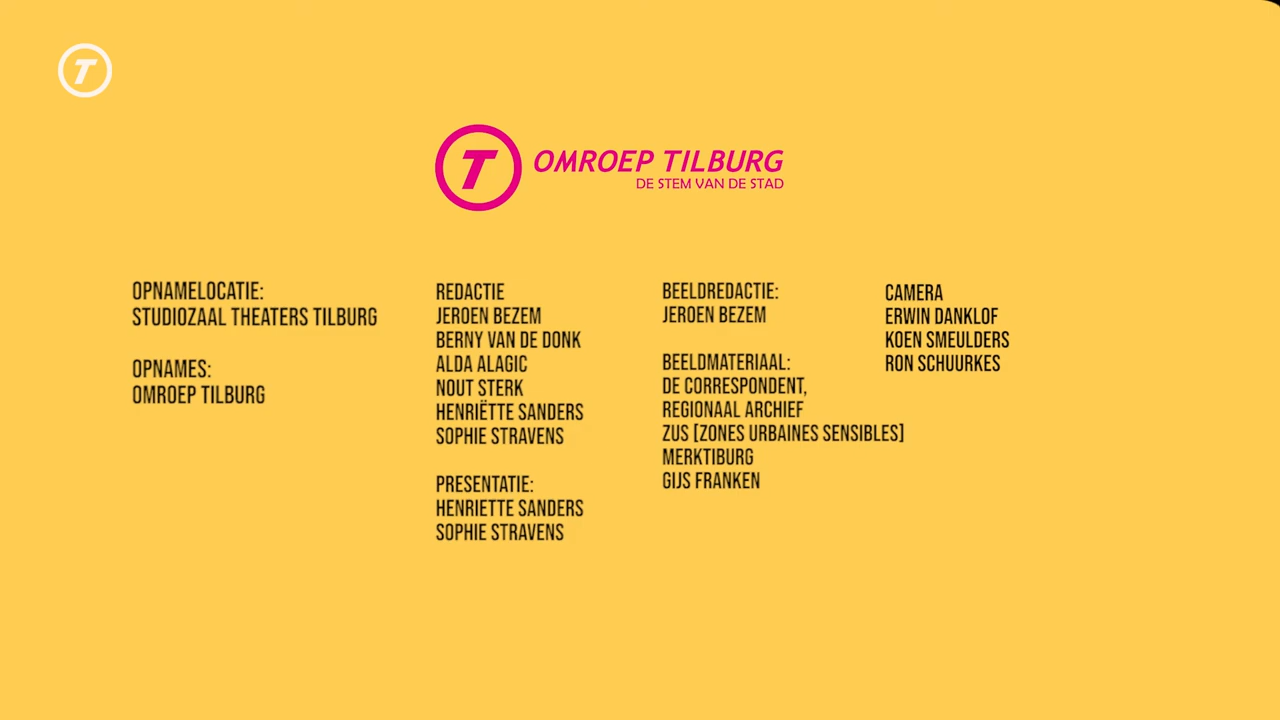 T
T
OMROEP TILBURG
DE STEM VAN DE STAD
OPNAMELOCATIE:
STUDIOZAAL THEATERS TILBURG
OPNAMES:
OMROEP TILBURG
REDACTIE
JEROEN BEZEM
BERNY VAN DE DONK
ALDA ALAGIC
NOUT STERK
HENRIËTTE SANDERS
SOPHIE STRAVENS
PRESENTATIE:
HENRIETTE SANDERS
SOPHIE STRAVENS
BEELDREDACTIE:
JEROEN BEZEM
BEELDMATERIAAL:
DE CORRESPONDENT,
REGIONAAL ARCHIEF
ZUS [ZONES URBAINES SENSIBLES]
MERKTIBURG
GIJS FRANKEN
CAMERA
ERWIN DANKLOF
KOEN SMEULDERS
RON SCHUURKES